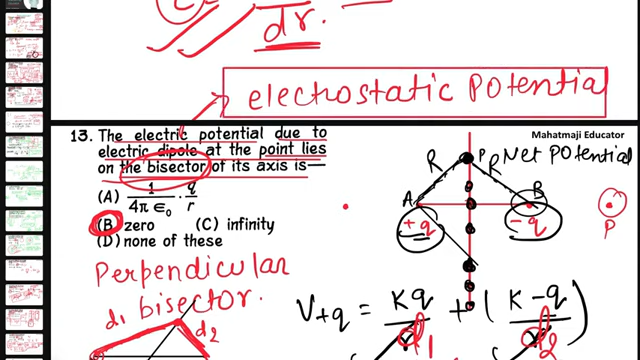 dr.
electrostatic Potential
13. The electric potential due to
electric dipole at the point lies
on the bisector of its axis is—
(A) 1/4π∈₀ · q/r
(B) zero (C) infinity
(D) none of these
Mahatmaji Educator
P Net Potential
R R
A B
+q -q
P
Perpendicular
bisector.
d1 d2
V+q = Kq/d1 + (K-q/d2